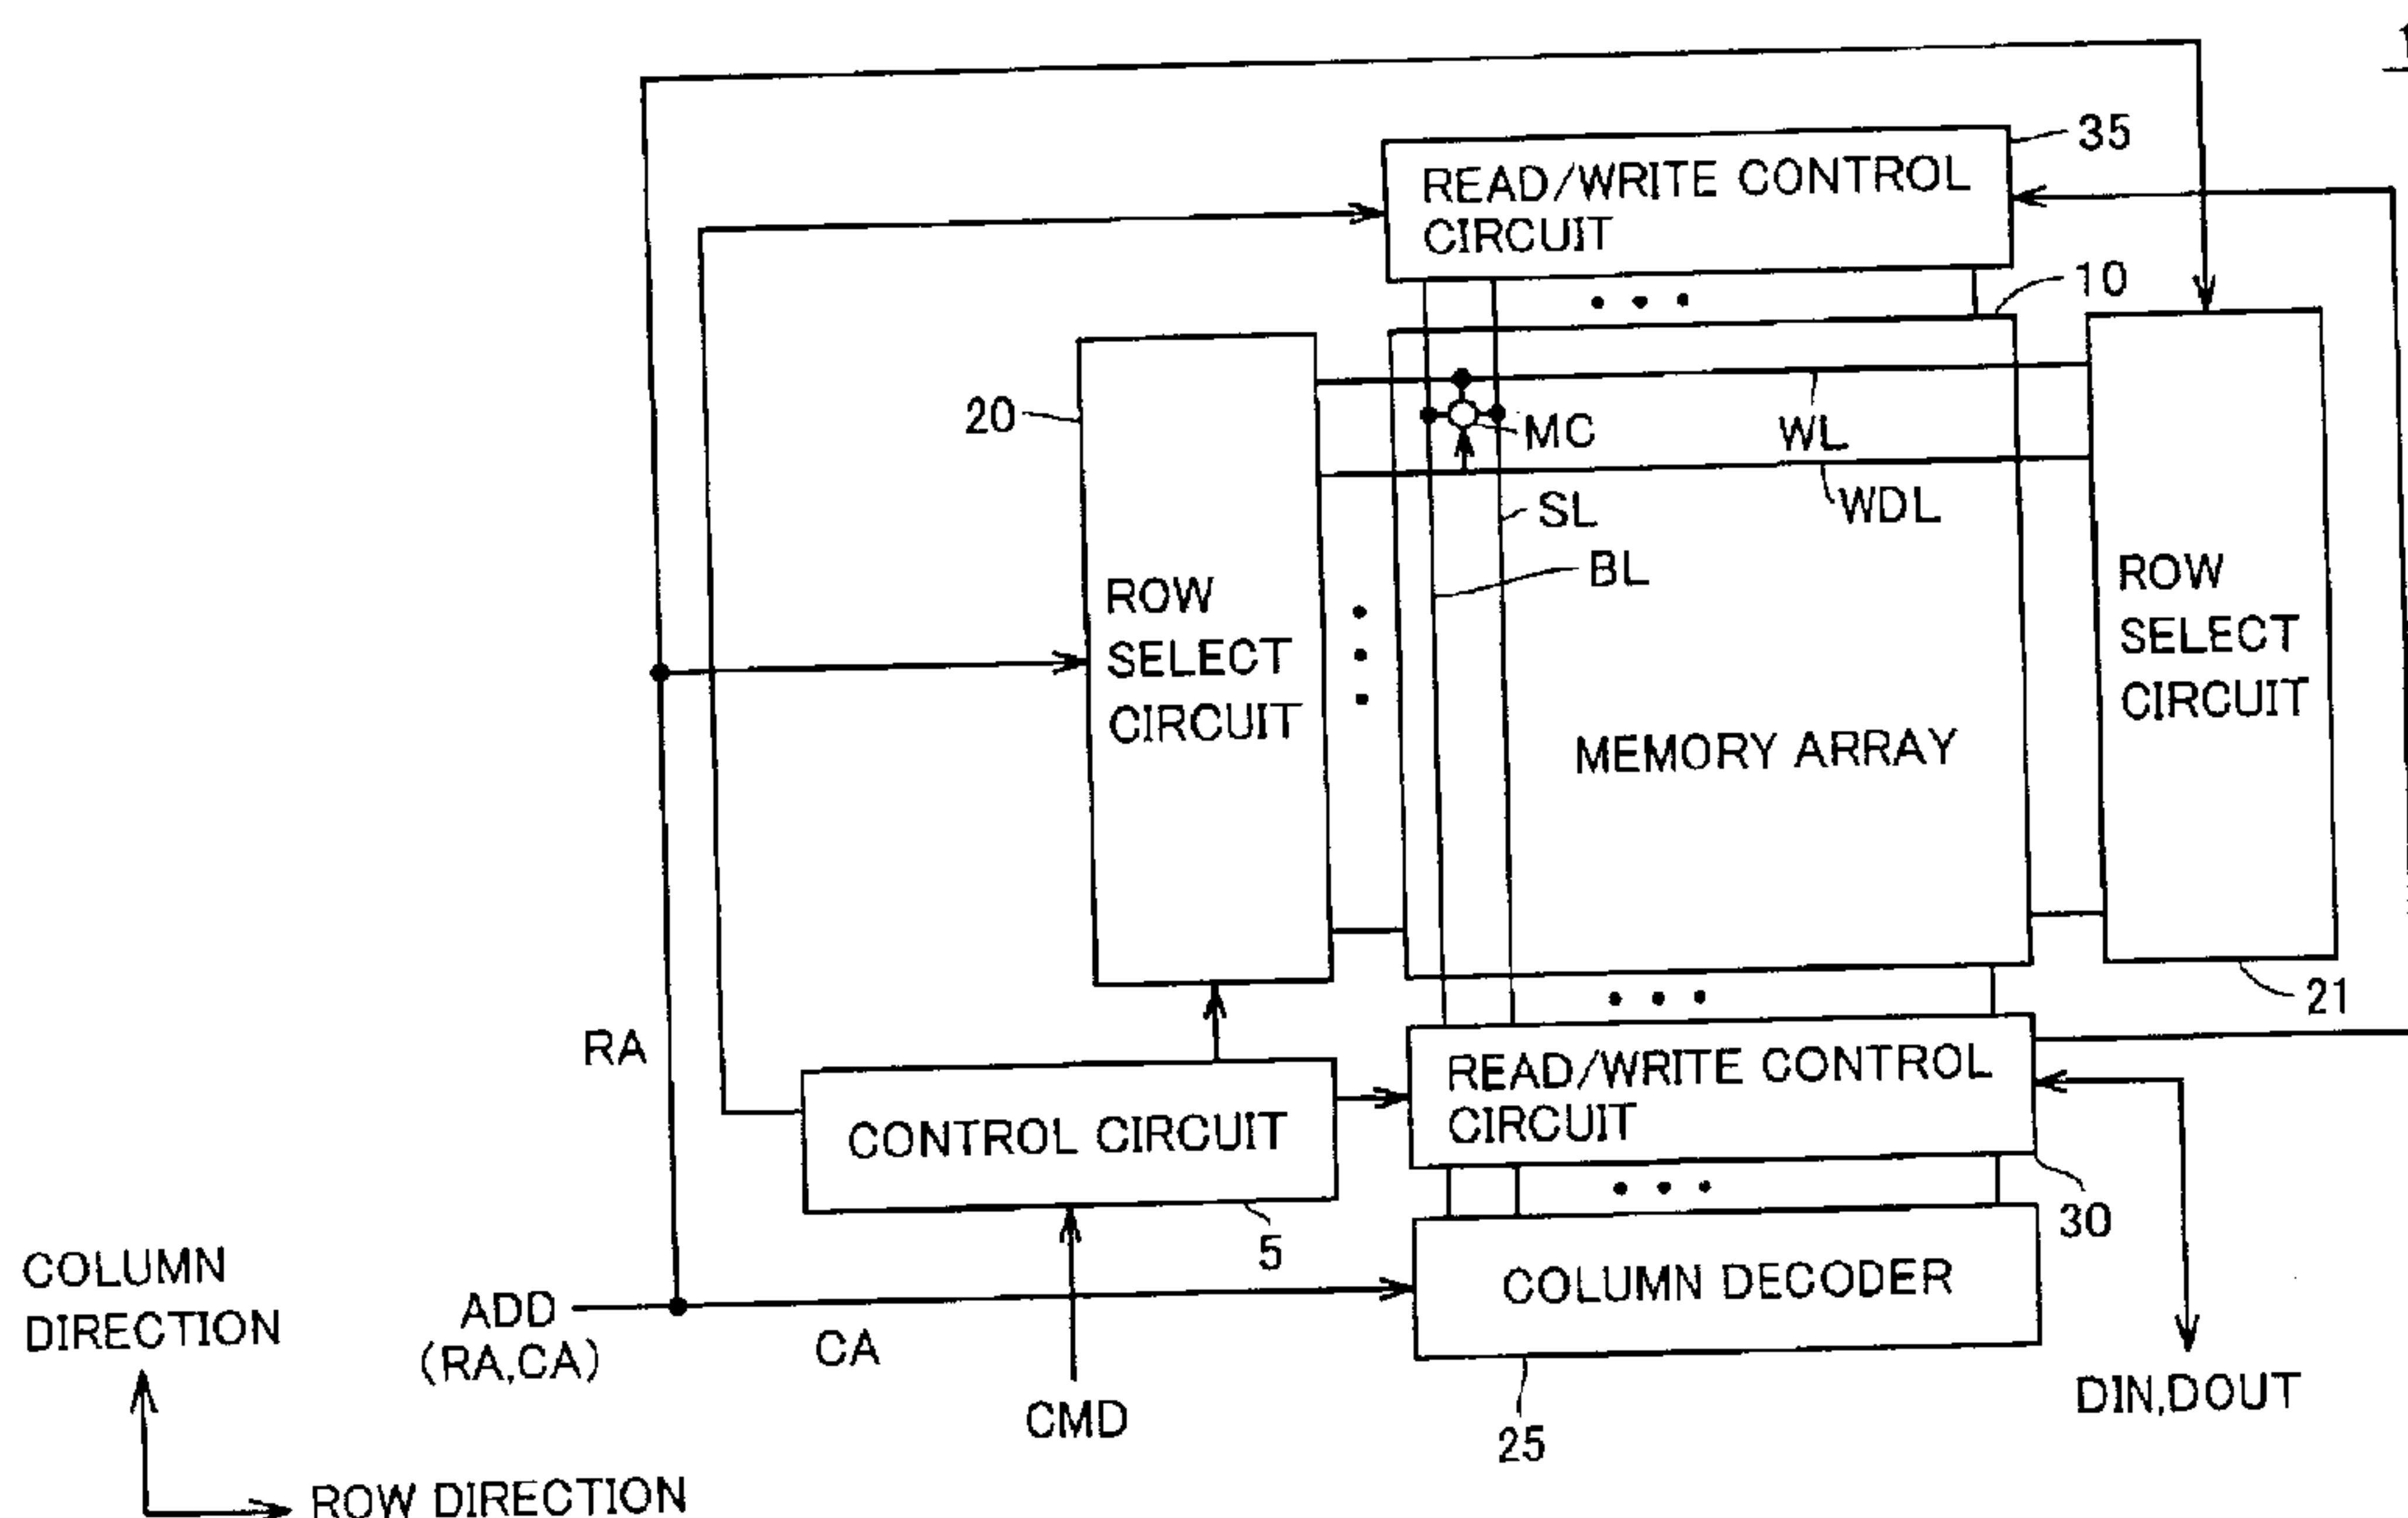 35
READ/WRITE CONTROL
CIRCUIT
10
20
MC
WL
WDL
SL
BL
ROW
SELECT
CIRCUIT
ROW
SELECT
CIRCUIT
MEMORY ARRAY
21
RA
READ/WRITE CONTROL
CIRCUIT
CONTROL CIRCUIT
30
5
COLUMN DECODER
COLUMN
DIRECTION
ADD
(RA,CA)
CA
CMD
25
DIN,DOUT
ROW DIRECTION